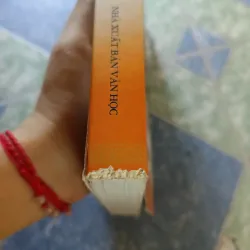 NHÀ XUẤT BẢN VĂN HỌC